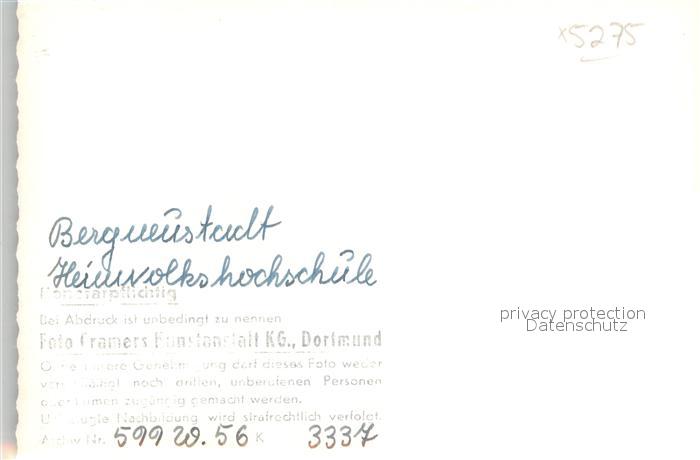 x5275
Bergneustadt
Heimvolkshochschule
Honorarpflichtig
Bei Abdruck ist unbedingt zu nennen
Foto Cramers Kunstanstalt KG., Dortmund
Ohne unsere Genehmigung darf dieses Foto weder
vervielfältigt noch dritten, unberufenen Personen
oder Firmen zugängig gemacht werden.
Unbefugte Nachbildung wird strafrechtlich verfolgt.
Archiv Nr. 599 W. 56 K 3337
privacy protection
Datenschutz